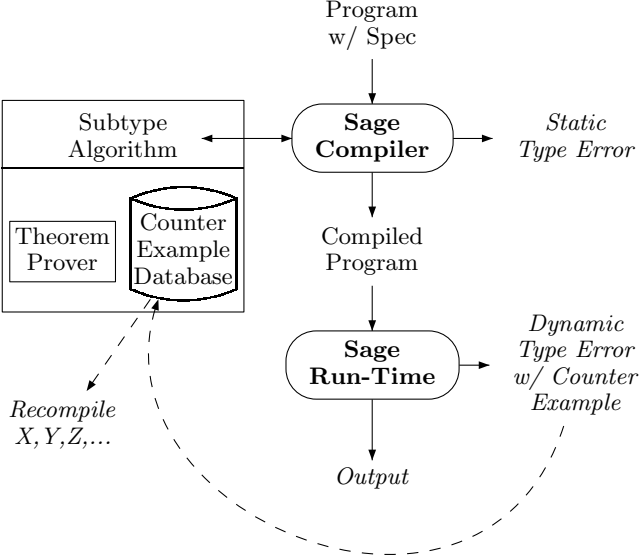 Program
w/ Spec
Subtype
Algorithm
Sage
Compiler
Static
Type Error
Theorem
Prover
Counter
Example
Database
Compiled
Program
Sage
Run-Time
Dynamic
Type Error
w/ Counter
Example
Recompile
X,Y,Z,...
Output